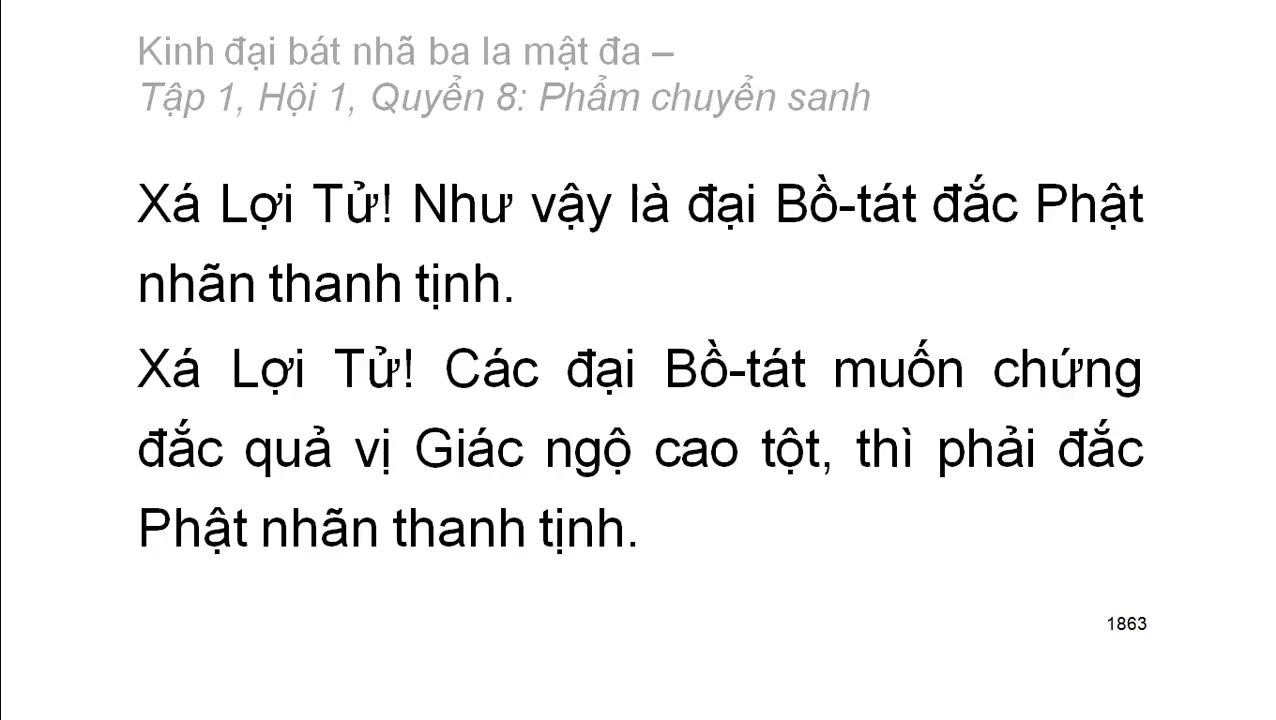 Kinh đại bát nhã ba la mật đa –
Tập 1, Hội 1, Quyển 8: Phẩm chuyển sanh
Xá Lợi Tử! Như vậy là đại Bồ-tát đắc Phật
nhãn thanh tịnh.
Xá Lợi Tử! Các đại Bồ-tát muốn chứng
đắc quả vị Giác ngộ cao tột, thì phải đắc
Phật nhãn thanh tịnh.
1863